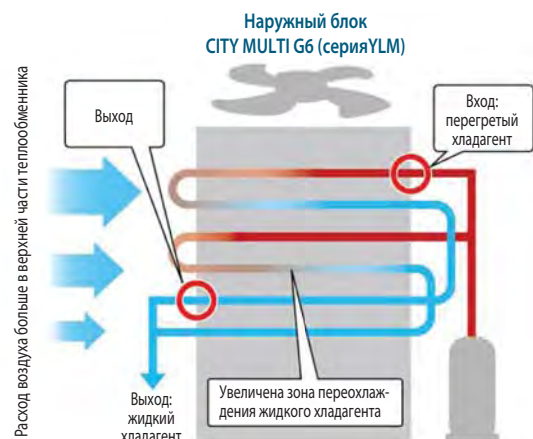 Наружный блок
CITY MULTI G6 (серияYLM)
Расход воздуха больше в верхней части теплообменника
Выход
Вход:
перегретый
хладагент
Выход:
жидкий
хладагент
Увеличена зона переохлаж-
дения жидкого хладагента